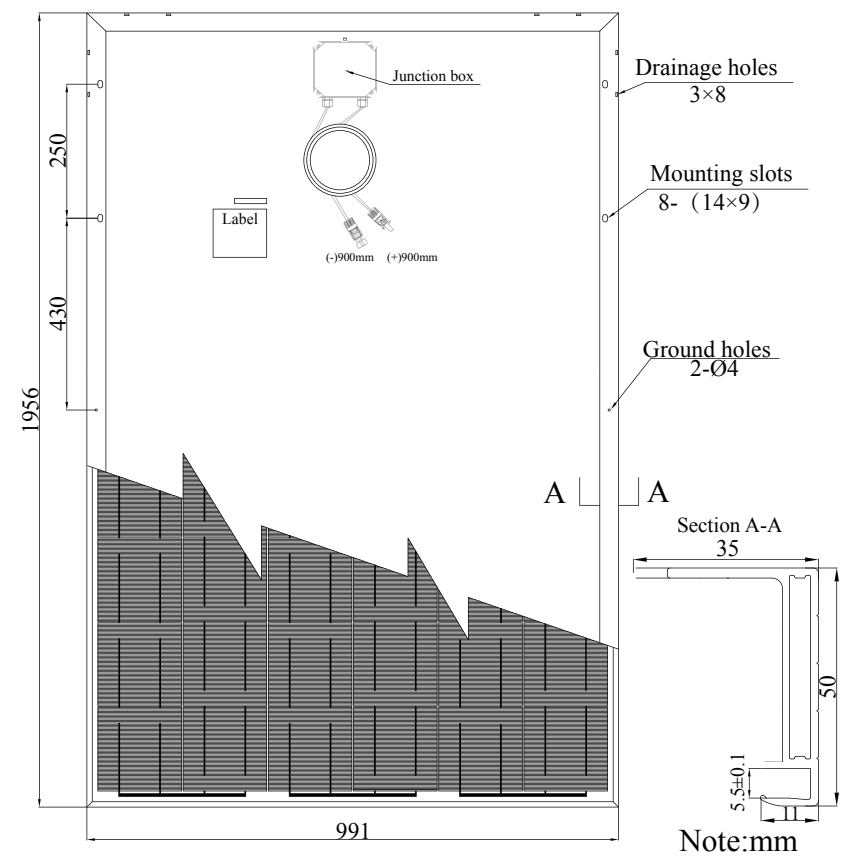 Junction box
Drainage holes
3×8
250
Mounting slots
8-（14×9）
Label
(-)900mm (+)900mm
430
Ground holes
2-Ø4
1956
A A
Section A-A
35
50
5.5±0.1
11
991
Note:mm